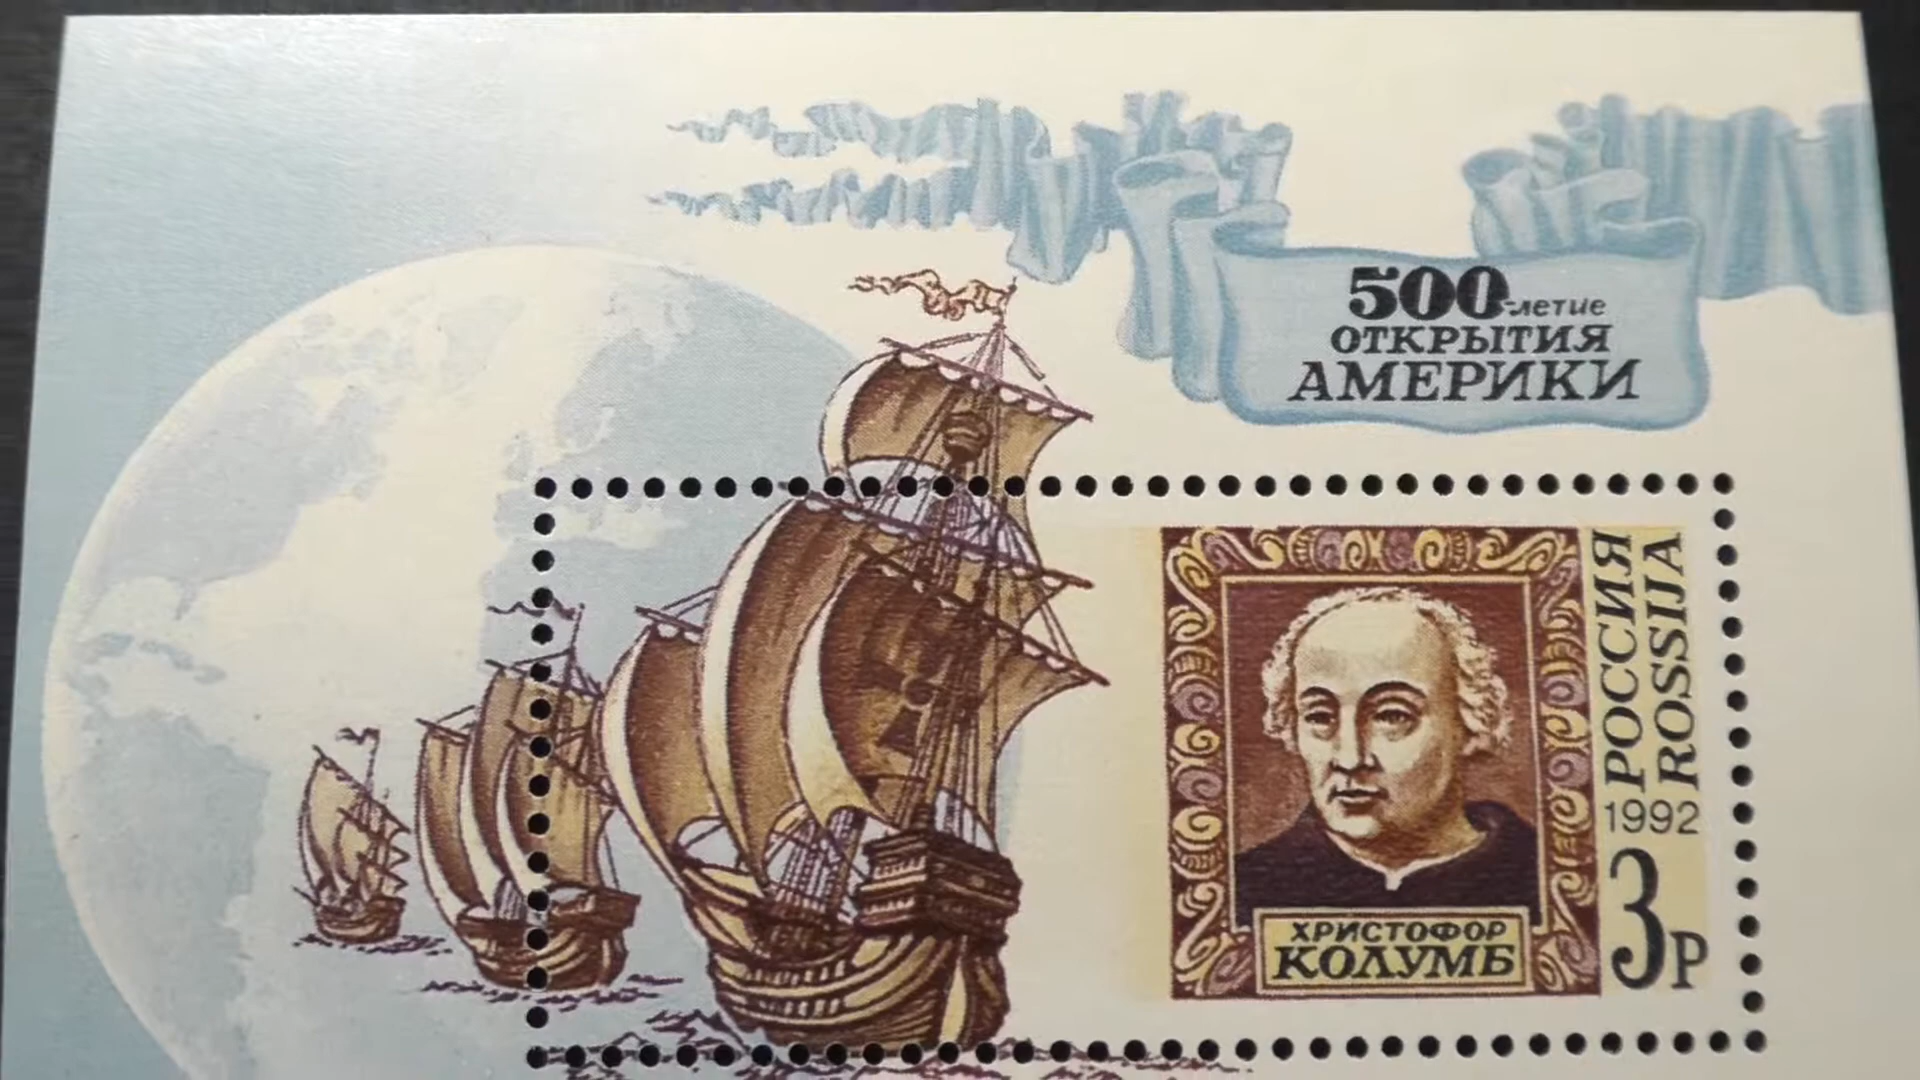 500-летие
ОТКРЫТИЯ
АМЕРИКИ
РОССИЯ
ROSSIJA
1992
3р
ХРИСТОФОР
КОЛУМБ